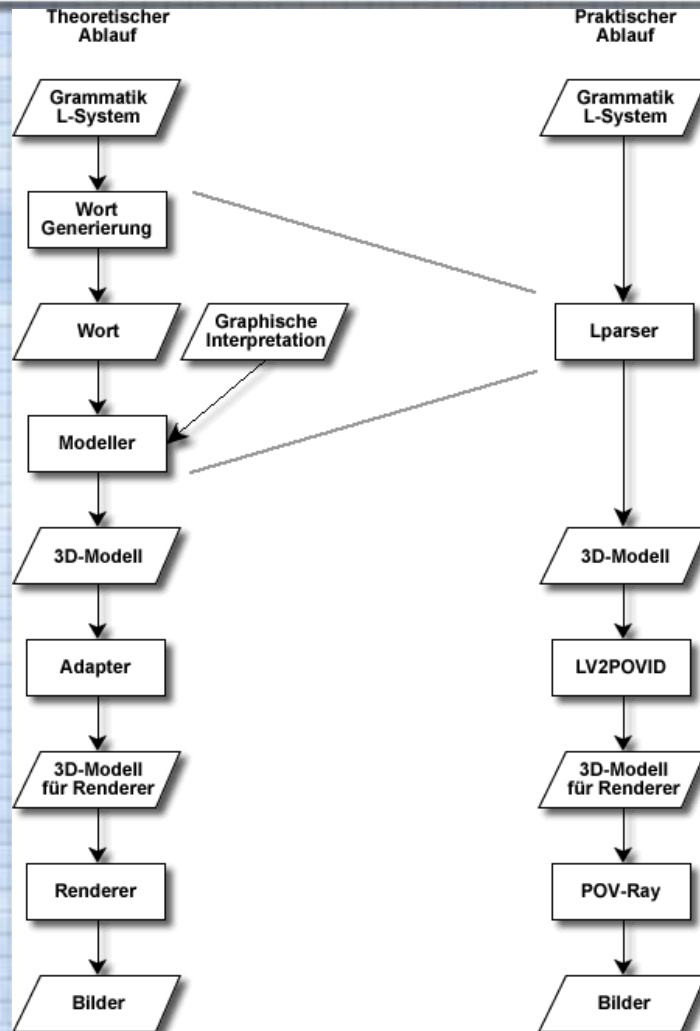 Theoretischer
Ablauf
Grammatik
L-System
Wort
Generierung
Wort
Graphische
Interpretation
Modeller
3D-Modell
Adapter
3D-Modell
für Renderer
Renderer
Bilder
Praktischer
Ablauf
Grammatik
L-System
Lparser
3D-Modell
LV2POVID
3D-Modell
für Renderer
POV-Ray
Bilder